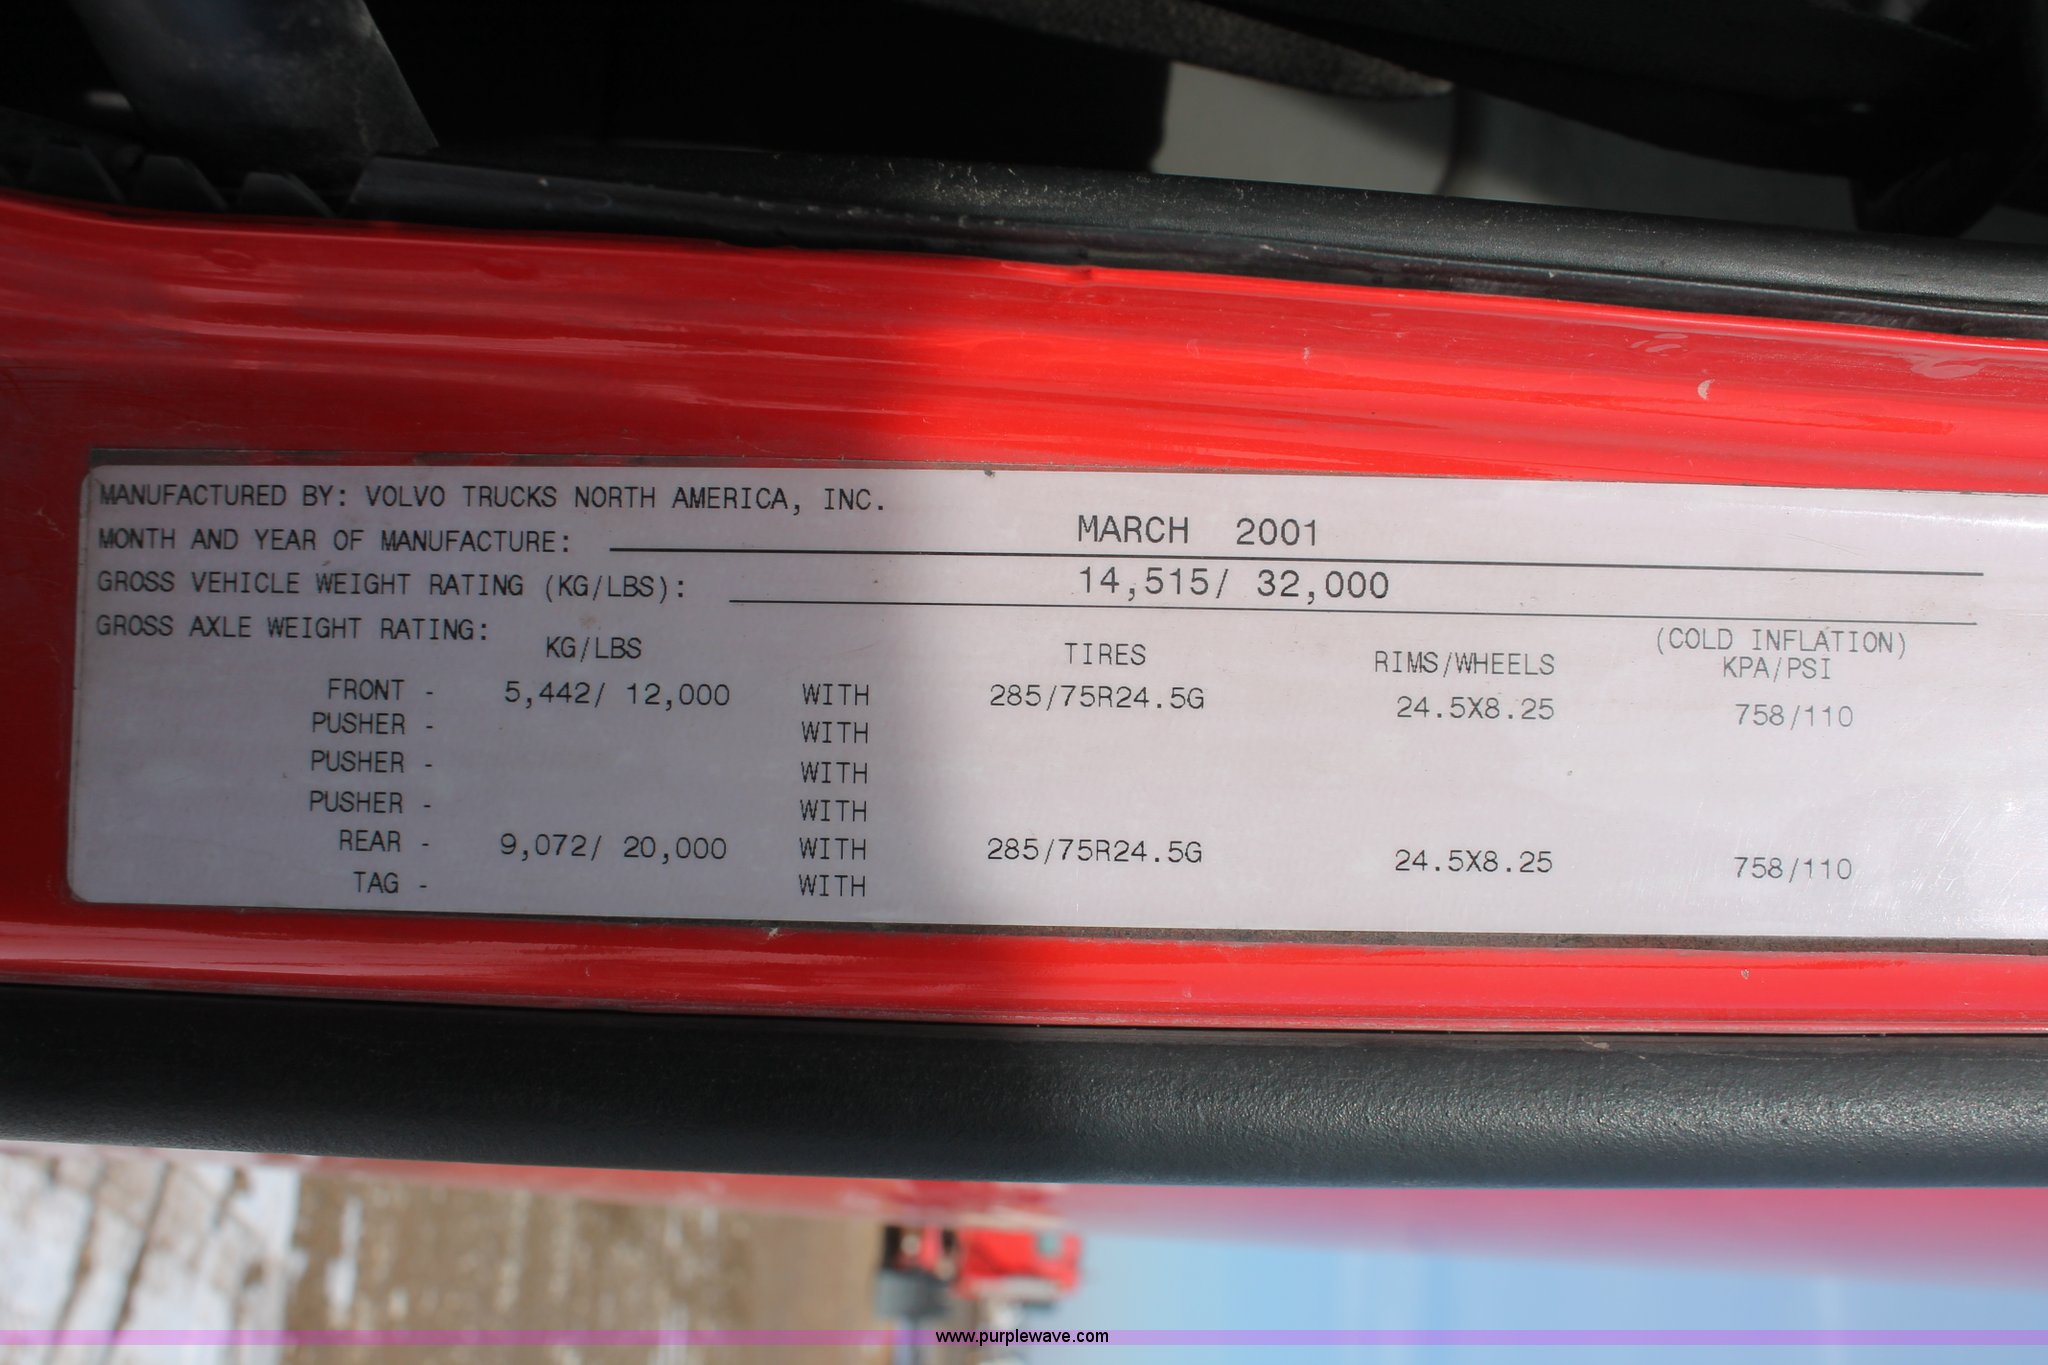 MANUFACTURED BY: VOLVO TRUCKS NORTH AMERICA, INC.
MONTH AND YEAR OF MANUFACTURE: MARCH 2001
GROSS VEHICLE WEIGHT RATING (KG/LBS): 14,515/ 32,000
GROSS AXLE WEIGHT RATING:
KG/LBS TIRES RIMS/WHEELS (COLD INFLATION) KPA/PSI
FRONT - 5,442/ 12,000 WITH 285/75R24.5G 24.5X8.25 758/110
PUSHER - WITH
PUSHER - WITH
PUSHER - WITH
REAR - 9,072/ 20,000 WITH 285/75R24.5G 24.5X8.25 758/110
TAG - WITH
www.purplewave.com